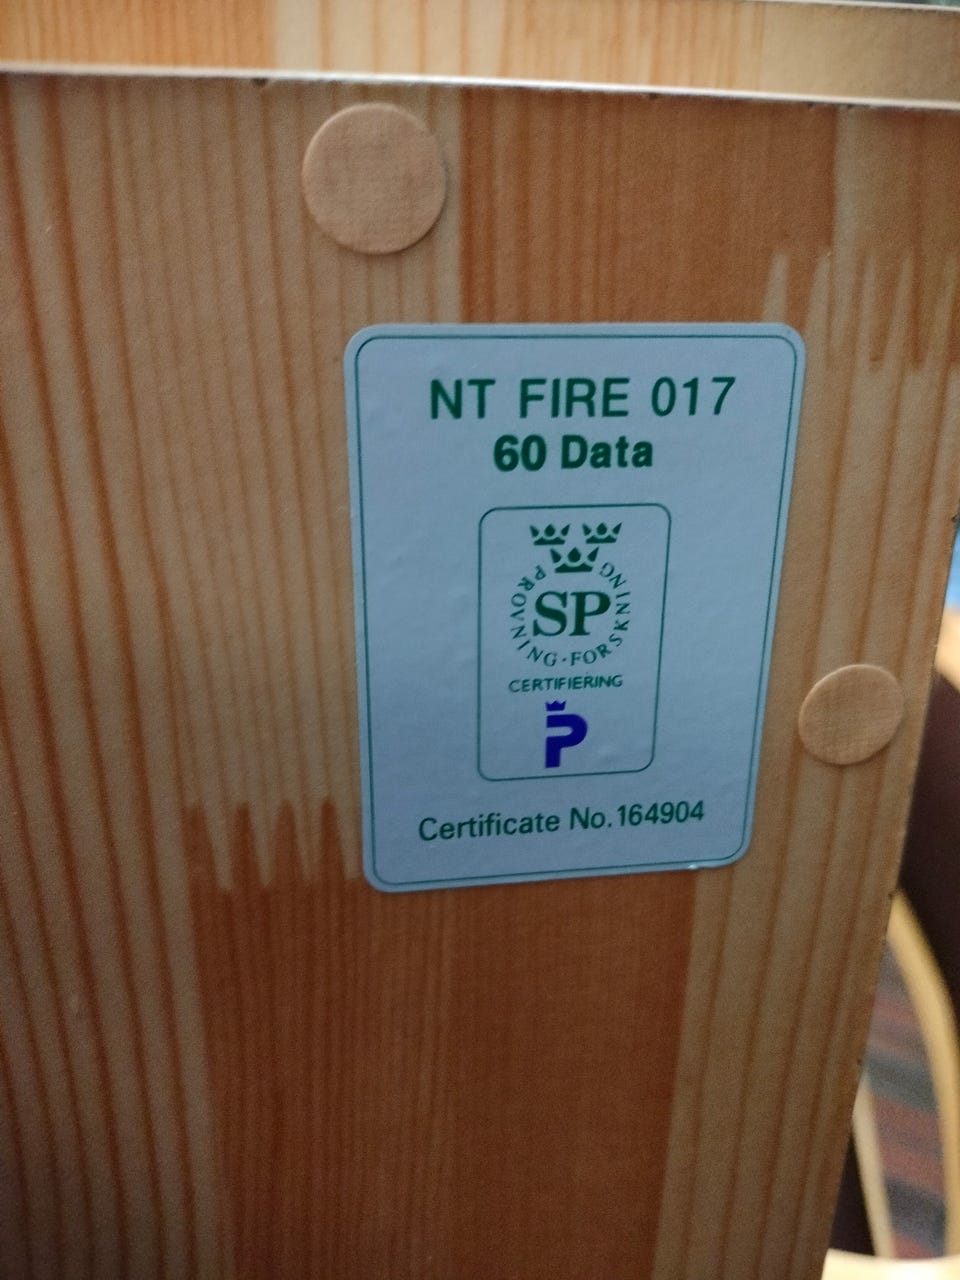 NT FIRE 017
60 Data
PROVNING · FORSKNING
SP
CERTIFIERING
P
Certificate No. 164904